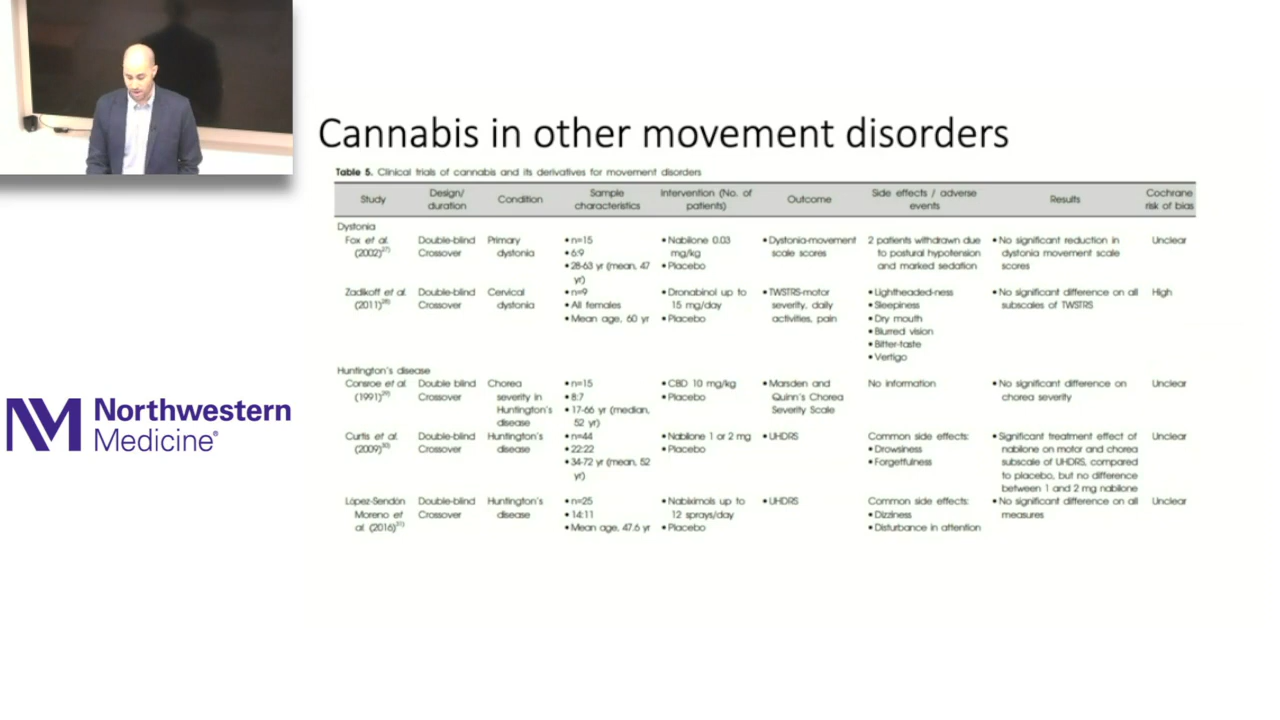 Cannabis in other movement disorders
Table 5. Clinical trials of cannabis and its derivatives for movement disorders
Study Design/ duration Condition Sample characteristics Intervention (No. of patients) Outcome Side effects / adverse events Results Cochrane risk of bias
Dystonia
Fox et al. Double-blind Primary •n=15 •Nabilone 0.03 •Dystonia-movement 2 patients withdrawn due •No significant reduction in Unclear
(2002)27) Crossover dystonia •6:9 mg/kg scale scores to postural hypotension dystonia movement scale
•28-63 yr (mean, 47 •Placebo and marked sedation scores
yr)
Zadikoff et al. Double-blind Cervical •n=9 •Dronabinol up to •TWSTRS-motor •Lightheaded-ness •No significant difference on all High
(2011)28) Crossover dystonia •All females 15 mg/day severity, daily •Sleepiness subscales of TWSTRS
•Mean age, 60 yr •Placebo activities, pain •Dry mouth
•Blurred vision
•Bitter-taste
•Vertigo
Huntington's disease
Consroe et al. Double blind Chorea •n=15 •CBD 10 mg/kg •Marsden and No information •No significant difference on Unclear
(1991)29) Crossover severity in •8:7 •Placebo Quinn's Chorea chorea severity
Huntington's •17-66 yr (median, Severity Scale
disease 52 yr)
Curtis et al. Double-blind Huntington's •n=44 •Nabilone 1 or 2 mg •UHDRS Common side effects: •Significant treatment effect of Unclear
(2009)30) Crossover disease •22:22 •Placebo •Drowsiness nabilone on motor and chorea
•34-72 yr (mean, 52 •Forgetfulness subscale of UHDRS, compared
yr) to placebo, but no difference
between 1 and 2 mg nabilone
López-Sendón Double-blind Huntington's •n=25 •Nabiximols up to •UHDRS Common side effects: •No significant difference on all Unclear
Moreno et Crossover disease •14:11 12 sprays/day •Dizziness measures
al. (2016)31) •Mean age, 47.6 yr •Placebo •Disturbance in attention
NM Northwestern
Medicine®